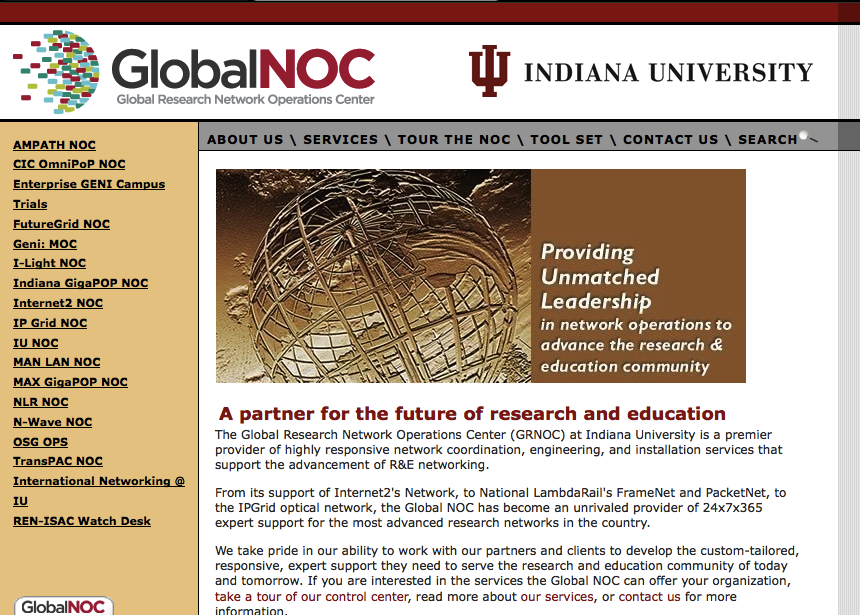 GlobalNOC
Global Research Network Operations Center
INDIANA UNIVERSITY
ABOUT US \ SERVICES \ TOUR THE NOC \ TOOL SET \ CONTACT US \ SEARCH
AMPATH NOC
CIC OmniPoP NOC
Enterprise GENI Campus
Trials
FutureGrid NOC
Geni: MOC
I-Light NOC
Indiana GigaPOP NOC
Internet2 NOC
IP Grid NOC
IU NOC
MAN LAN NOC
MAX GigaPOP NOC
NLR NOC
N-Wave NOC
OSG OPS
TransPAC NOC
International Networking @
IU
REN-ISAC Watch Desk
GlobalNOC
Providing
Unmatched
Leadership
in network operations to
advance the research &
education community
A partner for the future of research and education
The Global Research Network Operations Center (GRNOC) at Indiana University is a premier
provider of highly responsive network coordination, engineering, and installation services that
support the advancement of R&E networking.
From its support of Internet2's Network, to National LambdaRail's FrameNet and PacketNet, to
the IPGrid optical network, the Global NOC has become an unrivaled provider of 24x7x365
expert support for the most advanced research networks in the country.
We take pride in our ability to work with our partners and clients to develop the custom-tailored,
responsive, expert support they need to serve the research and education community of today
and tomorrow. If you are interested in the services the Global NOC can offer your organization,
take a tour of our control center, read more about our services, or contact us for more
information.